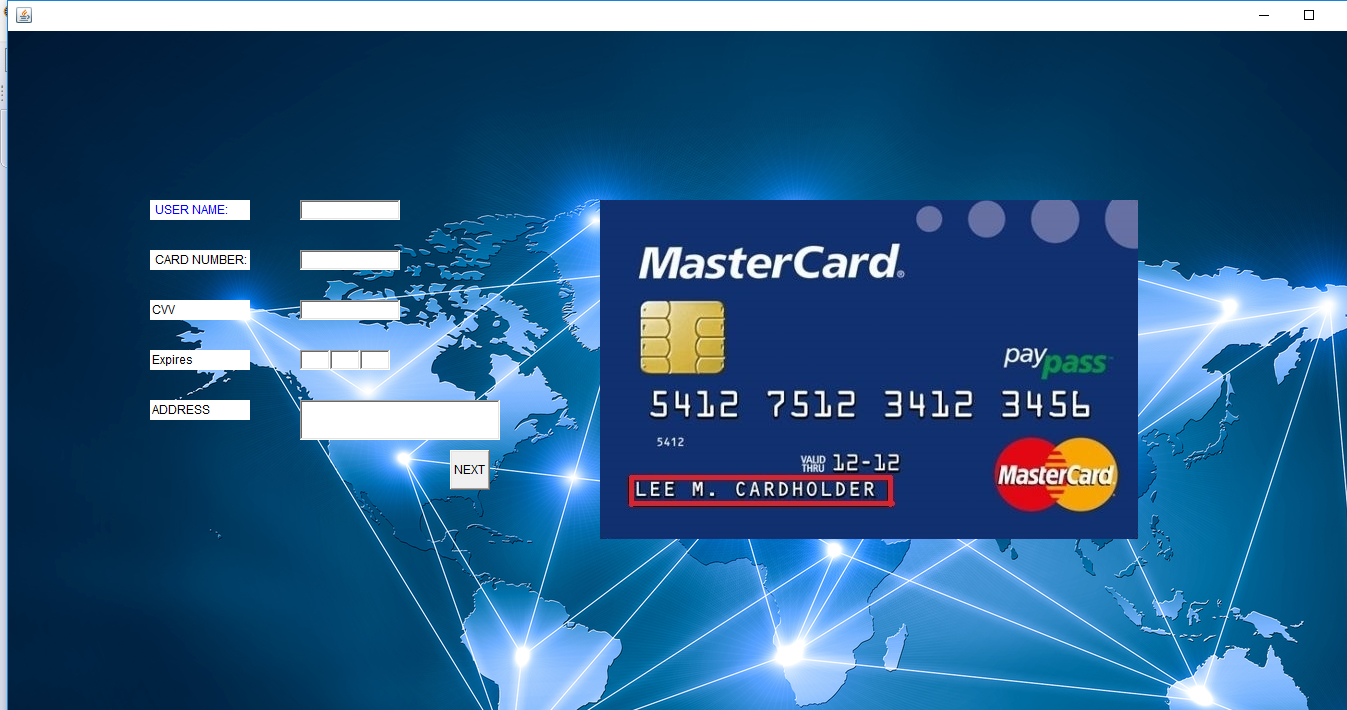 USER NAME:
CARD NUMBER:
CVV
Expires
ADDRESS
NEXT
MasterCard®
paypass™
5412 7512 3412 3456
5412
VALID THRU 12-12
LEE M. CARDHOLDER
MasterCard